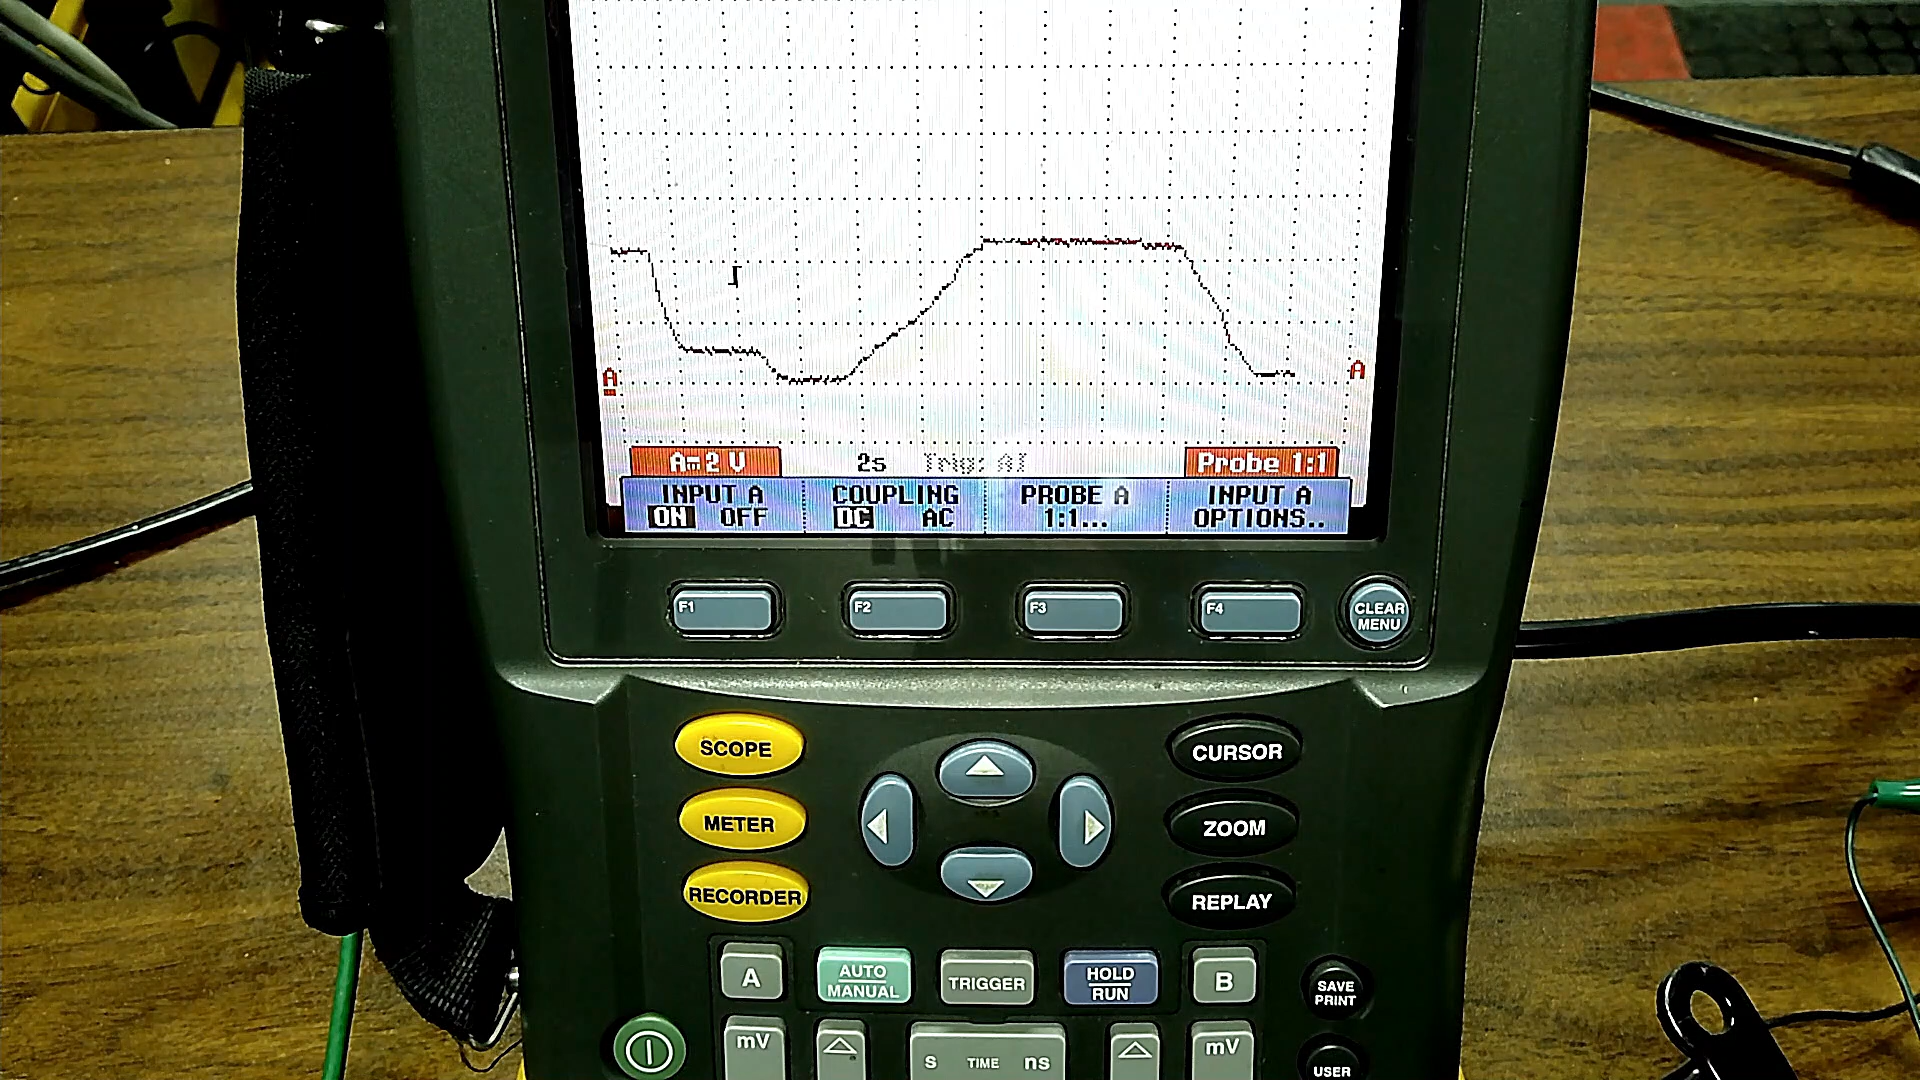 A A
A 2 V 2s Trig: A Probe 1:1
INPUT A COUPLING PROBE A INPUT A
ON OFF DC AC 1:1... OPTIONS..
F1 F2 F3 F4 CLEAR
MENU
SCOPE CURSOR
METER ZOOM
RECORDER REPLAY
A AUTO
MANUAL TRIGGER HOLD
RUN B SAVE
PRINT
mV s TIME ns mV USER